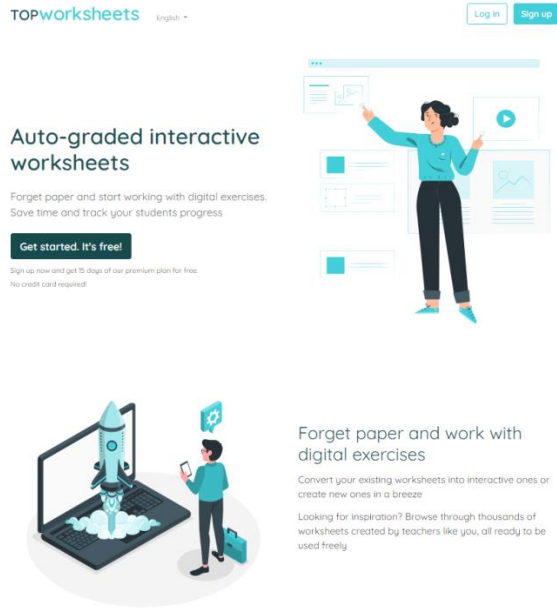 TOPworksheets English Log in Sign up
Auto-graded interactive
worksheets
Forget paper and start working with digital exercises.
Save time and track your students progress
Get started. It's free!
Sign up now and get 15 days of our premium plan for free.
No credit card required!
Forget paper and work with
digital exercises
Convert your existing worksheets into interactive ones or
create new ones in a breeze
Looking for inspiration? Browse through thousands of
worksheets created by teachers like you, all ready to be
used freely